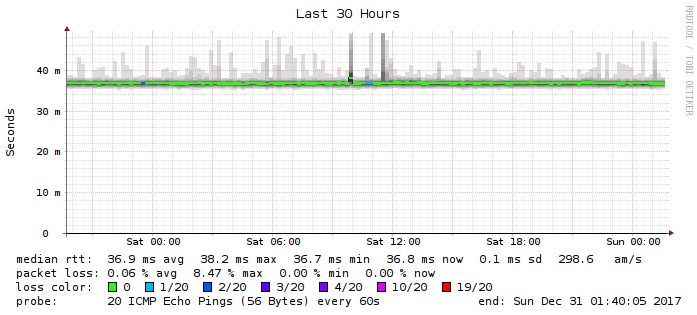 Last 30 Hours
RRDTOOL / TOBI OETIKER
Seconds
40 m
30 m
20 m
10 m
0
Sat 00:00 Sat 06:00 Sat 12:00 Sat 18:00 Sun 00:00
median rtt: 36.9 ms avg 38.2 ms max 36.7 ms min 36.8 ms now 0.1 ms sd 298.6 am/s
packet loss: 0.06 % avg 8.47 % max 0.00 % min 0.00 % now
loss color: 0 1/20 2/20 3/20 4/20 10/20 19/20
probe: 20 ICMP Echo Pings (56 Bytes) every 60s end: Sun Dec 31 01:40:05 2017